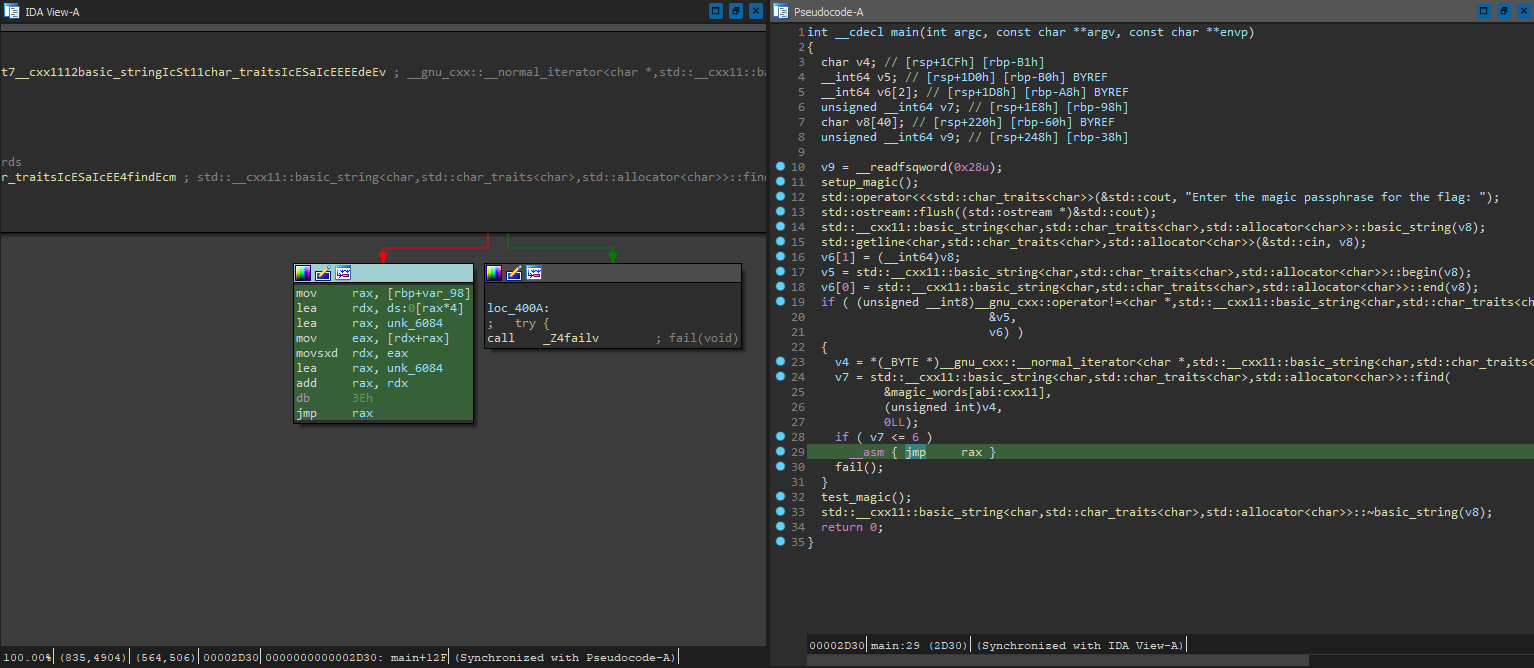 IDA View-A
t7__cxx1112basic_stringIcSt11char_traitsIcESaIcEEEEdeEv ; __gnu_cxx::__normal_iterator<char *,std::__cxx11::ba
rds
r_traitsIcESaIcEE4findEcm ; std::__cxx11::basic_string<char,std::char_traits<char>,std::allocator<char>>::find
mov rax, [rbp+var_98]
lea rdx, ds:0[rax*4]
lea rax, unk_6084
mov eax, [rdx+rax]
movsxd rdx, eax
lea rax, unk_6084
add rax, rdx
db 3Eh
jmp rax
loc_400A:
; try {
call _Z4failv ; fail(void)
100.00% (835,4904) (564,506) 00002D30 0000000000002D30: main+12F (Synchronized with Pseudocode-A)
Pseudocode-A
1 int __cdecl main(int argc, const char **argv, const char **envp)
2 {
3 char v4; // [rsp+1CFh] [rbp-B1h]
4 __int64 v5; // [rsp+1D0h] [rbp-B0h] BYREF
5 __int64 v6[2]; // [rsp+1D8h] [rbp-A8h] BYREF
6 unsigned __int64 v7; // [rsp+1E8h] [rbp-98h]
7 char v8[40]; // [rsp+220h] [rbp-60h] BYREF
8 unsigned __int64 v9; // [rsp+248h] [rbp-38h]
9
10 v9 = __readfsqword(0x28u);
11 setup_magic();
12 std::operator<<<std::char_traits<char>>(&std::cout, "Enter the magic passphrase for the flag: ");
13 std::ostream::flush((std::ostream *)&std::cout);
14 std::__cxx11::basic_string<char,std::char_traits<char>,std::allocator<char>>::basic_string(v8);
15 std::getline<char,std::char_traits<char>,std::allocator<char>>(&std::cin, v8);
16 v6[1] = (__int64)v8;
17 v5 = std::__cxx11::basic_string<char,std::char_traits<char>,std::allocator<char>>::begin(v8);
18 v6[0] = std::__cxx11::basic_string<char,std::char_traits<char>,std::allocator<char>>::end(v8);
19 if ( (unsigned __int8)__gnu_cxx::operator!=<char *,std::__cxx11::basic_string<char,std::char_traits<ch
20 &v5,
21 v6) )
22 {
23 v4 = *(_BYTE *)__gnu_cxx::__normal_iterator<char *,std::__cxx11::basic_string<char,std::char_traits<
24 v7 = std::__cxx11::basic_string<char,std::char_traits<char>,std::allocator<char>>::find(
25 &magic_words[abi:cxx11],
26 (unsigned int)v4,
27 0LL);
28 if ( v7 <= 6 )
29 __asm { jmp rax }
30 fail();
31 }
32 test_magic();
33 std::__cxx11::basic_string<char,std::char_traits<char>,std::allocator<char>>::~basic_string(v8);
34 return 0;
35 }
00002D30 main:29 (2D30) (Synchronized with IDA View-A)